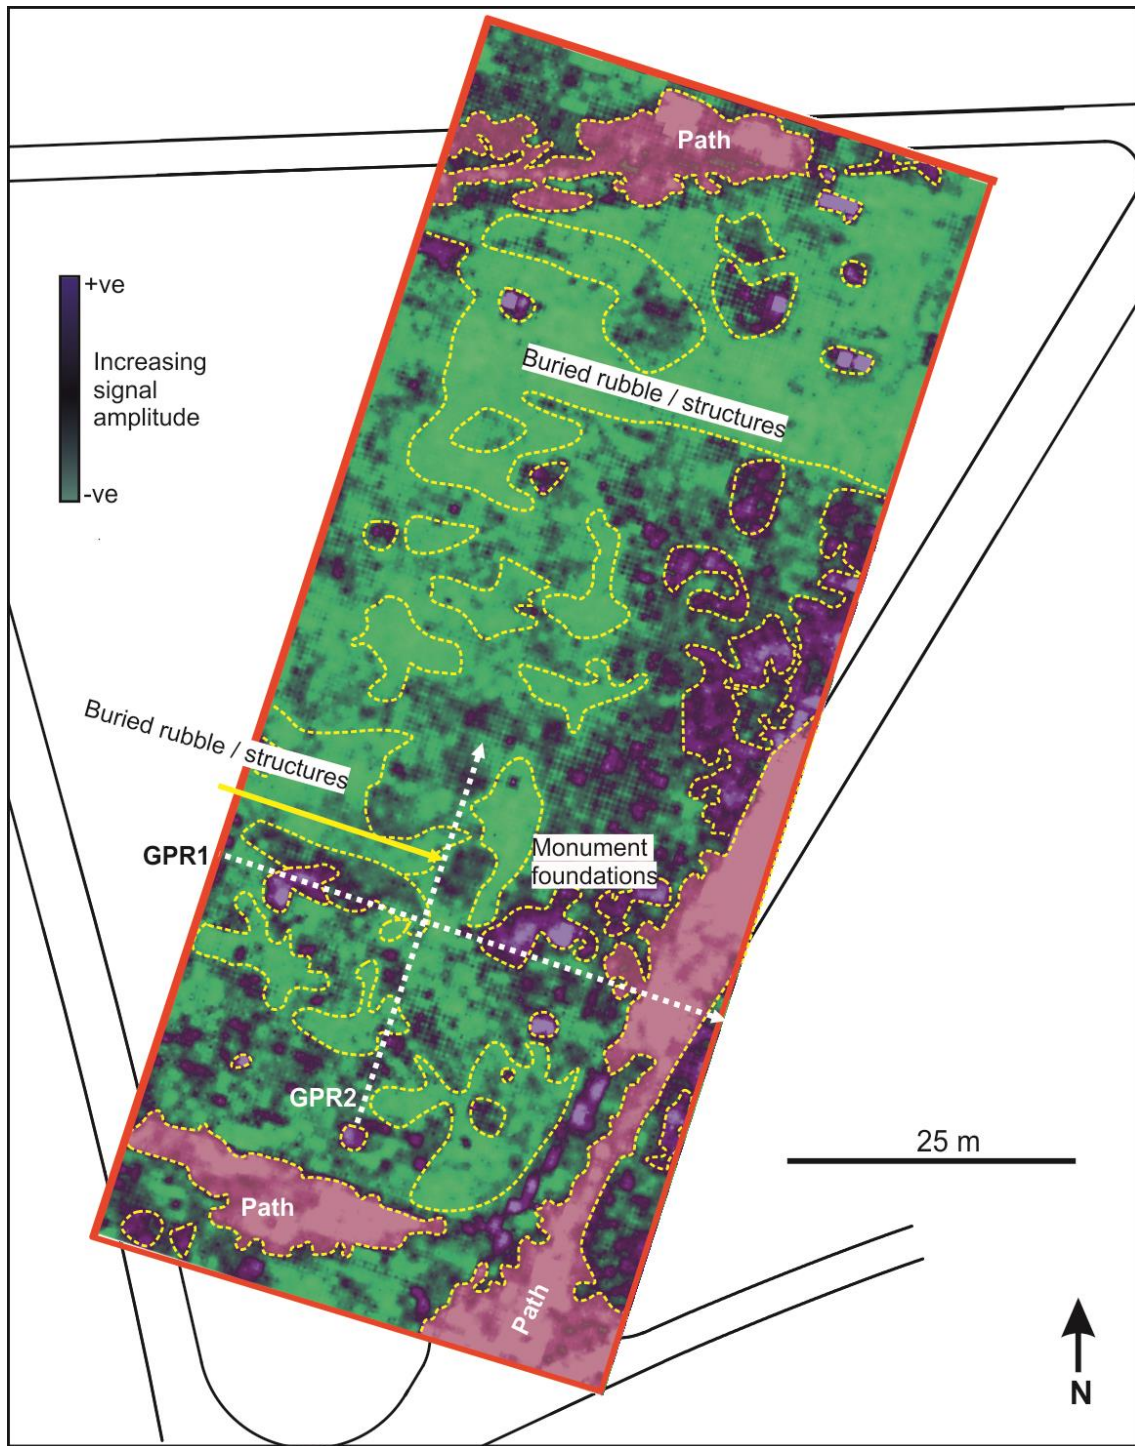 Path
+ve
Increasing
signal
amplitude
-ve
Buried rubble / structures
Buried rubble / structures
Monument
foundations
GPR1
GPR2
25 m
Path
Path
N